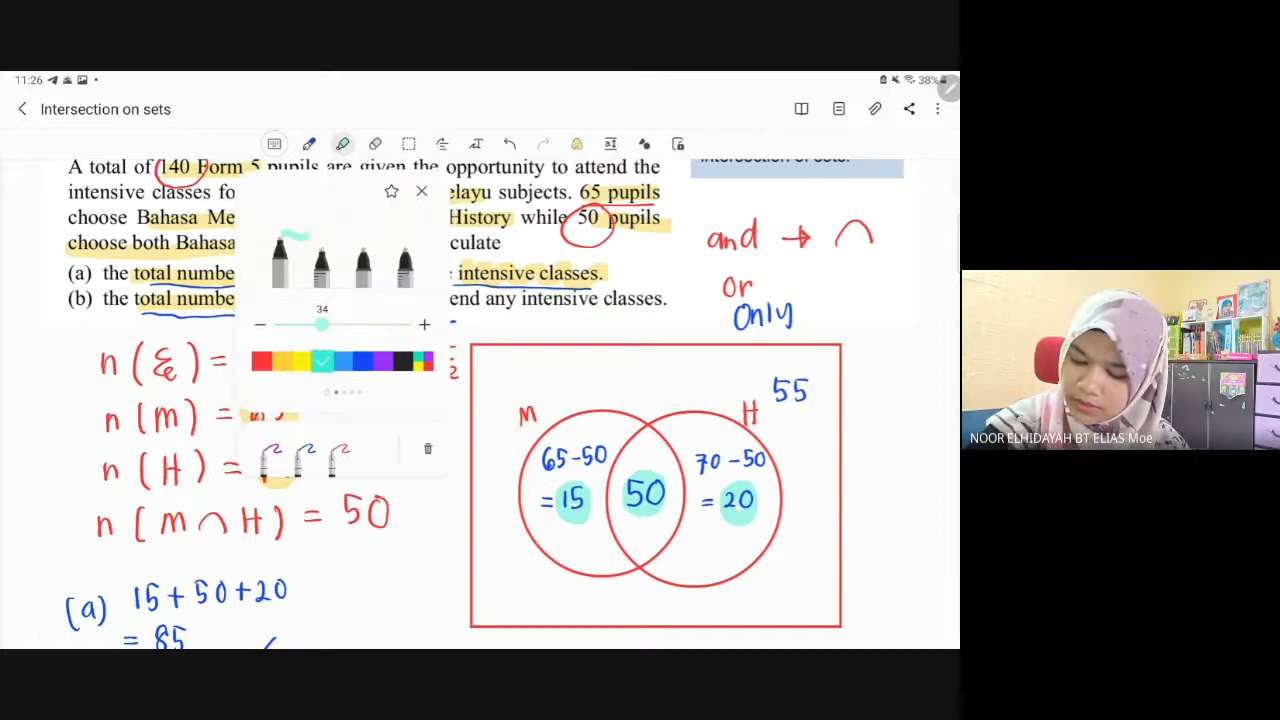 11:26
38%
Intersection on sets
A total of 140 Form 5 pupils are given the opportunity to attend the
intersection of sets.
intensive classes fo elayu subjects. 65 pupils
choose Bahasa Me History while 50 pupils
choose both Bahasa culate
(a) the total numbe intensive classes.
(b) the total numbe end any intensive classes.
34
and → ∩
or
Only
n(ξ) =
n(M) =
n(H) =
n(M ∩ H) = 50
M
H
55
65-50
= 15
50
70-50
= 20
(a) 15+50+20
= 85
NOOR ELHIDAYAH BT ELIAS Moe